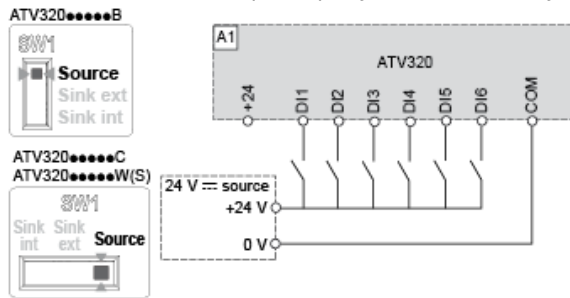 ATV320●●●●●B
SW1
Source
Sink ext
Sink int
ATV320●●●●●C
ATV320●●●●●W(S)
SW1
Sink int
Sink ext
Source
A1
ATV320
+24
DI1
DI2
DI3
DI4
DI5
DI6
COM
24 V ⎓ source
+24 V
0 V